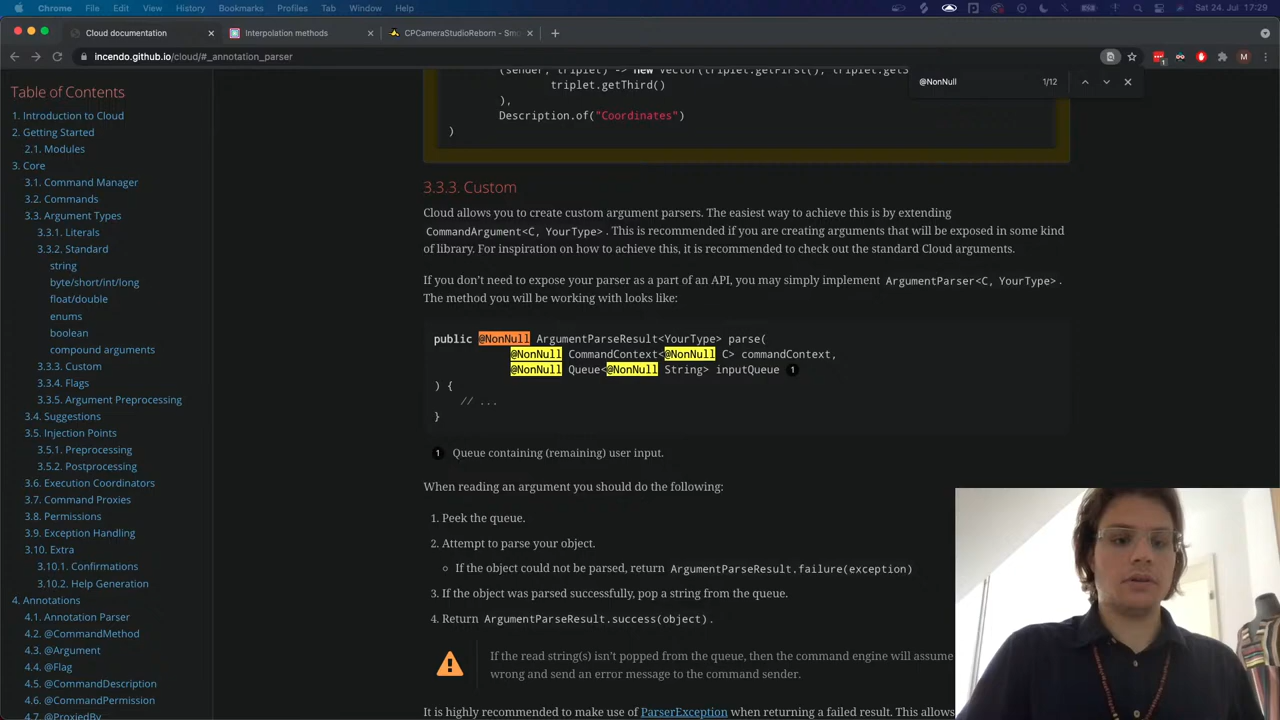 Chrome File Edit View History Bookmarks Profiles Tab Window Help Sat 24. Jul 17:29
Cloud documentation Interpolation methods CPCameraStudioReborn - Sm
incendo.github.io/cloud/#_annotation_parser
@NonNull 1/12
Table of Contents
1. Introduction to Cloud
2. Getting Started
2.1. Modules
3. Core
3.1. Command Manager
3.2. Commands
3.3. Argument Types
3.3.1. Literals
3.3.2. Standard
string
byte/short/int/long
float/double
enums
boolean
compound arguments
3.3.3. Custom
3.3.4. Flags
3.3.5. Argument Preprocessing
3.4. Suggestions
3.5. Injection Points
3.5.1. Preprocessing
3.5.2. Postprocessing
3.6. Execution Coordinators
3.7. Command Proxies
3.8. Permissions
3.9. Exception Handling
3.10. Extra
3.10.1. Confirmations
3.10.2. Help Generation
4. Annotations
4.1. Annotation Parser
4.2. @CommandMethod
4.3. @Argument
4.4. @Flag
4.5. @CommandDescription
4.6. @CommandPermission
4.7. @ProxiedBy
(sender, triplet) -> new Vector(triplet.getFirst(), triplet.getS
triplet.getThird()
),
Description.of("Coordinates")
)
3.3.3. Custom
Cloud allows you to create custom argument parsers. The easiest way to achieve this is by extending
CommandArgument<C, YourType>. This is recommended if you are creating arguments that will be exposed in some kind
of library. For inspiration on how to achieve this, it is recommended to check out the standard Cloud arguments.
If you don't need to expose your parser as a part of an API, you may simply implement ArgumentParser<C, YourType>.
The method you will be working with looks like:
public @NonNull ArgumentParseResult<YourType> parse(
@NonNull CommandContext<@NonNull C> commandContext,
@NonNull Queue<@NonNull String> inputQueue 1
) {
// ...
}
1 Queue containing (remaining) user input.
When reading an argument you should do the following:
1. Peek the queue.
2. Attempt to parse your object.
If the object could not be parsed, return ArgumentParseResult.failure(exception)
3. If the object was parsed successfully, pop a string from the queue.
4. Return ArgumentParseResult.success(object).
If the read string(s) isn't popped from the queue, then the command engine will assume
wrong and send an error message to the command sender.
It is highly recommended to make use of ParserException when returning a failed result. This allows